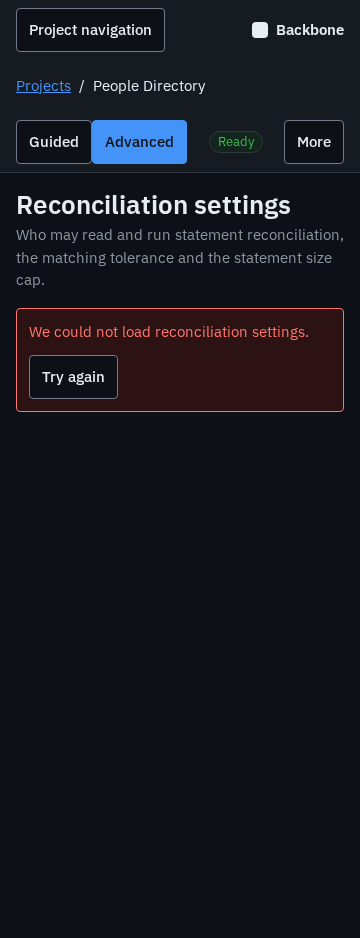 Project navigation
Backbone
Projects / People Directory
Guided
Advanced
Ready
More
Reconciliation settings
Who may read and run statement reconciliation,
the matching tolerance and the statement size
cap.
We could not load reconciliation settings.
Try again